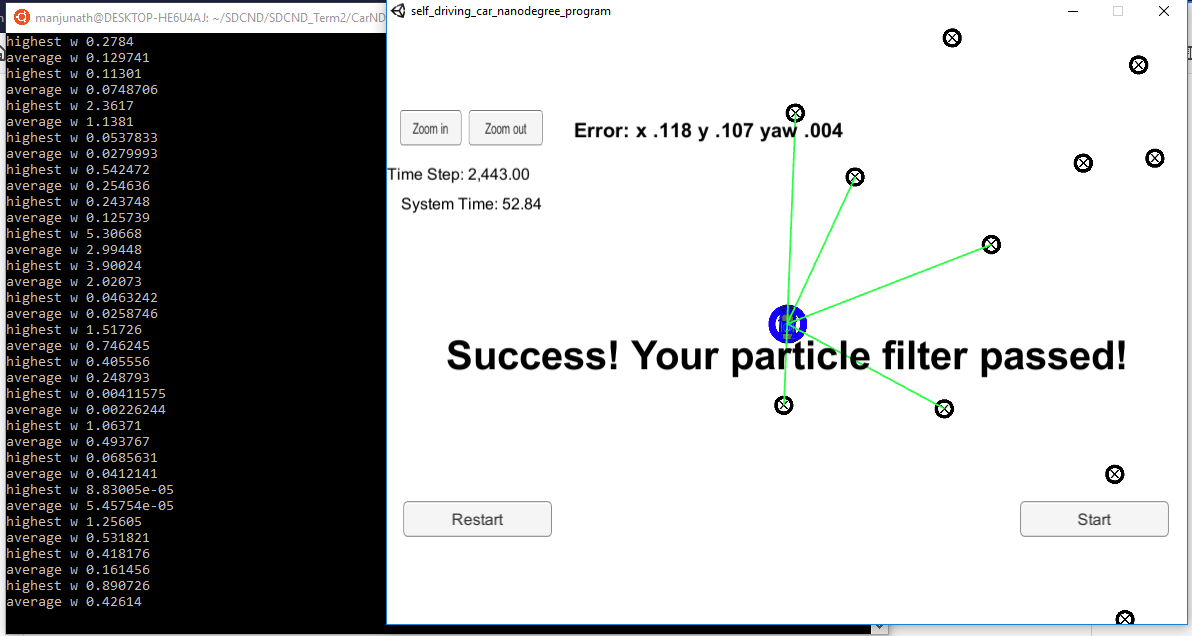 manjunath@DESKTOP-HE6U4AJ: ~/SDCND/SDCND_Term2/CarND
highest w 0.2784
average w 0.129741
highest w 0.11301
average w 0.0748706
highest w 2.3617
average w 1.1381
highest w 0.0537833
average w 0.0279993
highest w 0.542472
average w 0.254636
highest w 0.243748
average w 0.125739
highest w 5.30668
average w 2.99448
highest w 3.90024
average w 2.02073
highest w 0.0463242
average w 0.0258746
highest w 1.51726
average w 0.746245
highest w 0.405556
average w 0.248793
highest w 0.00411575
average w 0.00226244
highest w 1.06371
average w 0.493767
highest w 0.0685631
average w 0.0412141
highest w 8.83005e-05
average w 5.45754e-05
highest w 1.25605
average w 0.531821
highest w 0.418176
average w 0.161456
highest w 0.890726
average w 0.42614
self_driving_car_nanodegree_program
Zoom in
Zoom out
Error: x .118 y .107 yaw .004
Time Step: 2,443.00
System Time: 52.84
Success! Your particle filter passed!
Restart
Start